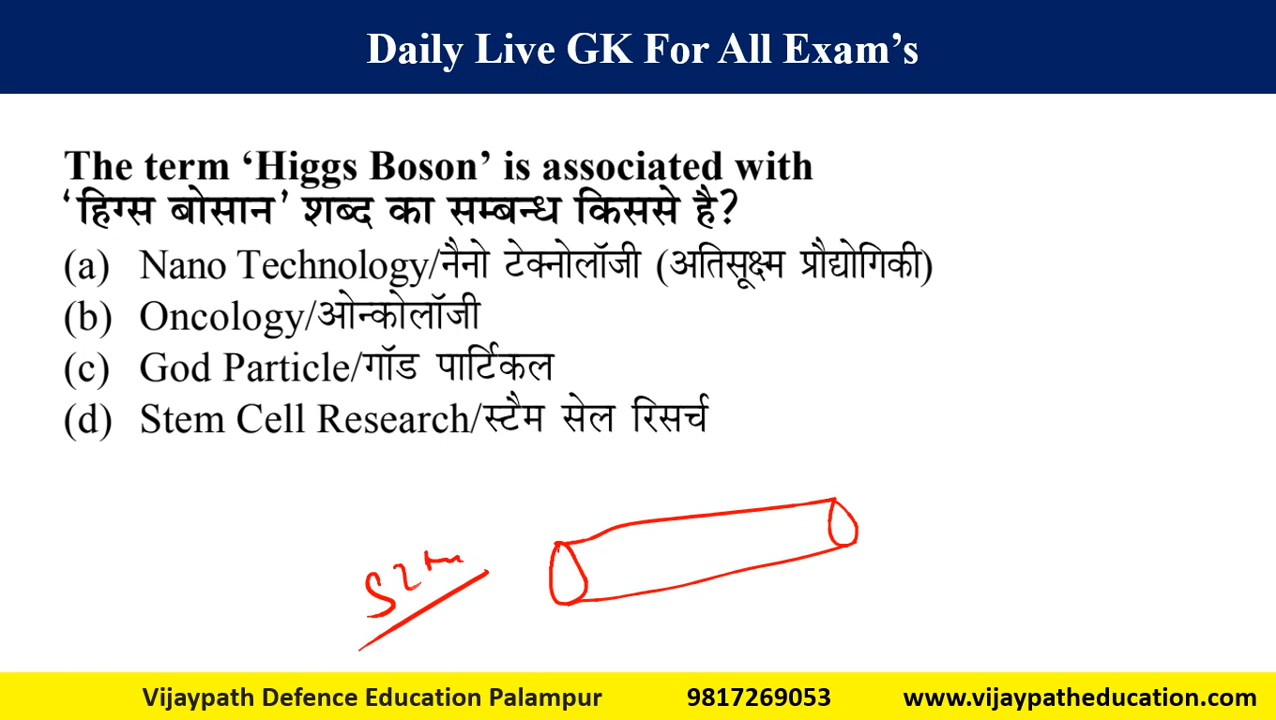 Daily Live GK For All Exam’s
The term ‘Higgs Boson’ is associated with
‘हिग्स बोसान’ शब्द का सम्बन्ध किससे है?
(a) Nano Technology/नैनो टेक्नोलॉजी (अतिसूक्ष्म प्रौद्योगिकी)
(b) Oncology/ओन्कोलॉजी
(c) God Particle/गॉड पार्टिकल
(d) Stem Cell Research/स्टैम सेल रिसर्च
Vijaypath Defence Education Palampur 9817269053 www.vijaypatheducation.com